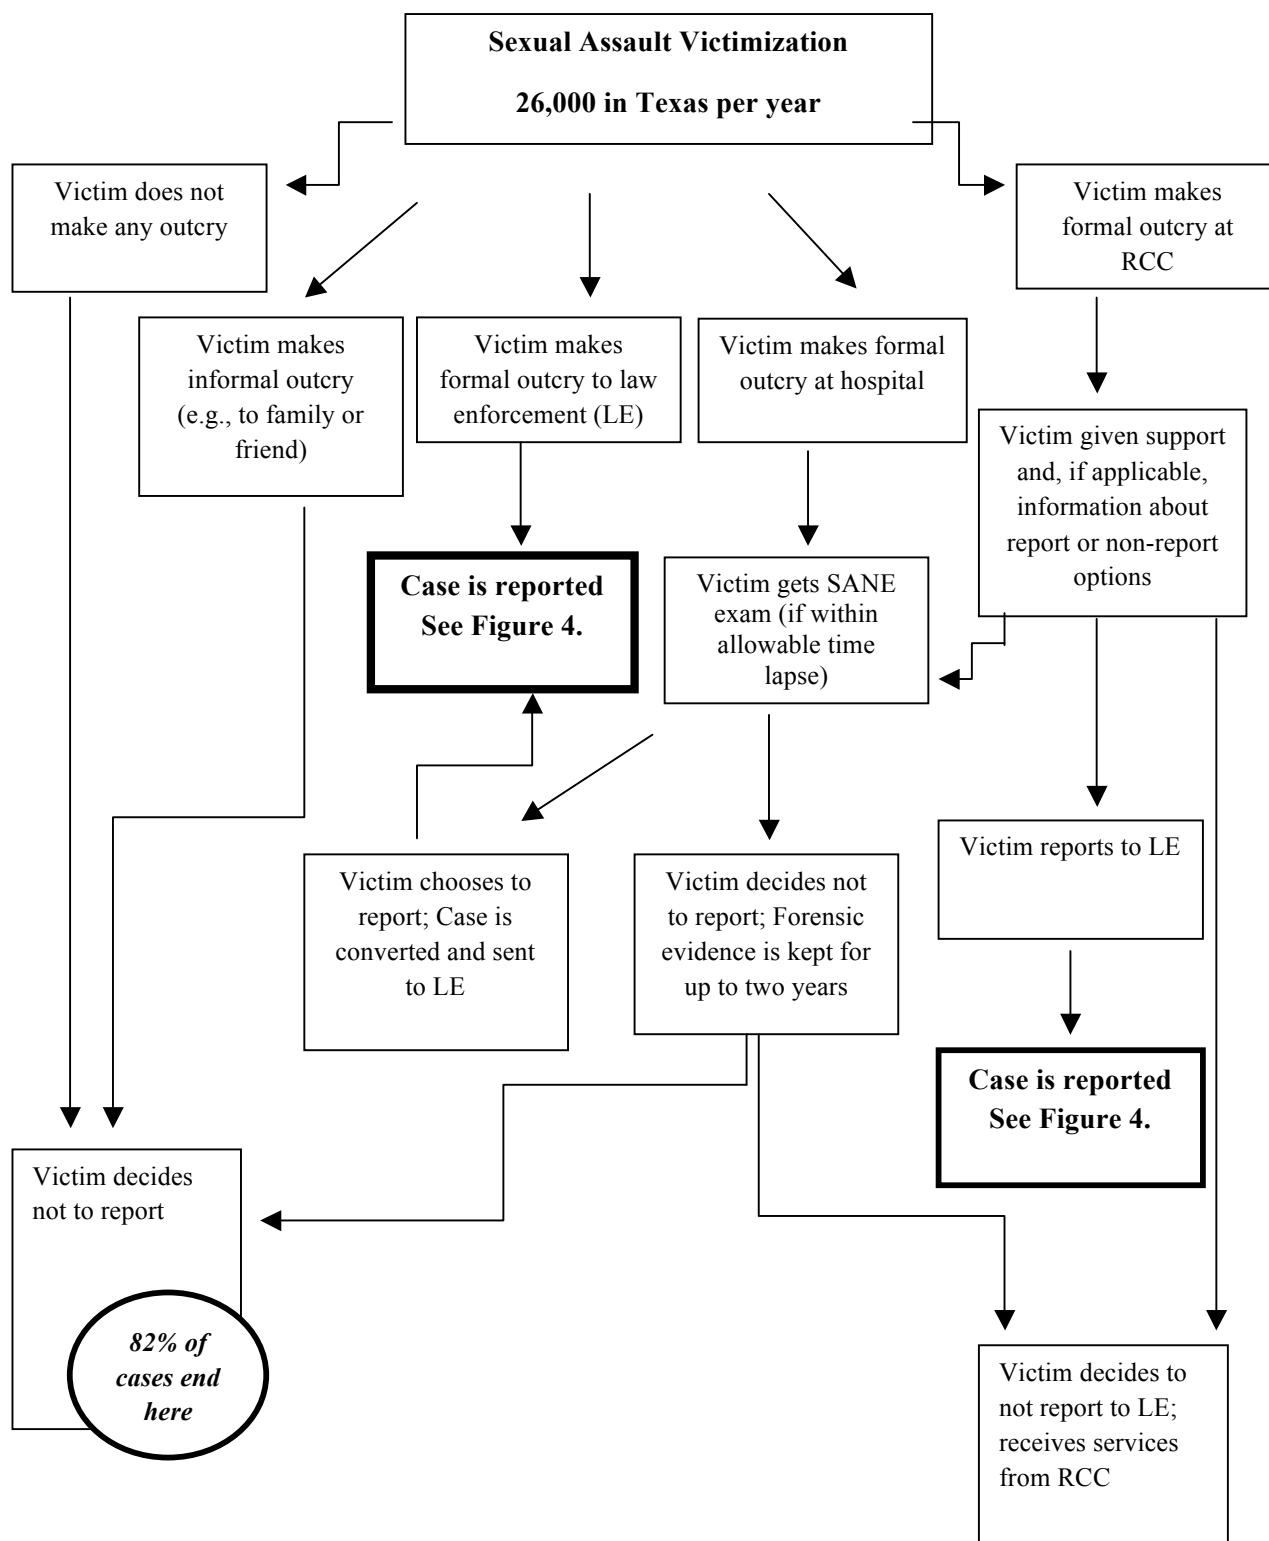 Sexual Assault Victimization
26,000 in Texas per year
Victim does not
make any outcry
Victim makes
formal outcry at
RCC
Victim makes
informal outcry
(e.g., to family or
friend)
Victim makes
formal outcry to law
enforcement (LE)
Victim makes formal
outcry at hospital
Victim given support
and, if applicable,
information about
report or non-report
options
Case is reported
See Figure 4.
Victim gets SANE
exam (if within
allowable time
lapse)
Victim chooses to
report; Case is
converted and sent
to LE
Victim decides not
to report; Forensic
evidence is kept for
up to two years
Victim reports to LE
Case is reported
See Figure 4.
Victim decides
not to report
82% of
cases end
here
Victim decides to
not report to LE;
receives services
from RCC